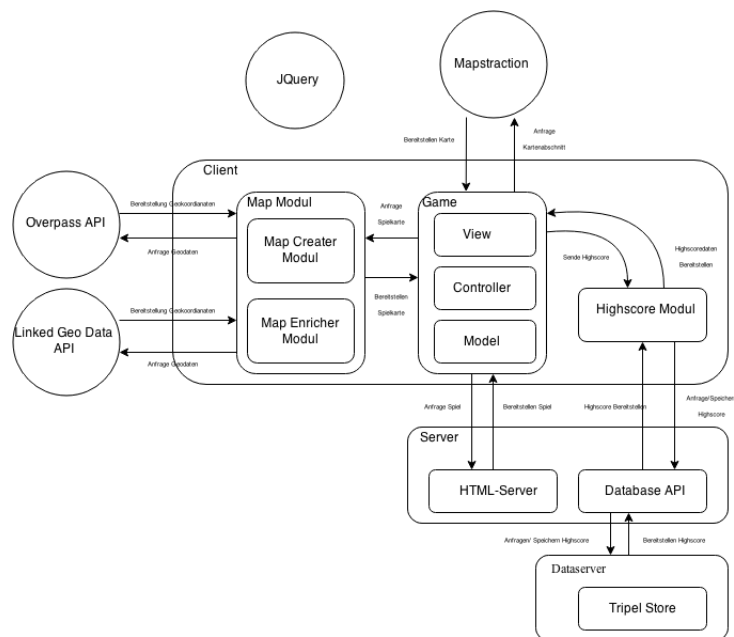 JQuery
Mapstraction
Bereitstellen Karte
Anfrage
Kartenabschnitt
Client
Overpass API
Bereitstellung Geokoordianaten
Anfrage Geodaten
Map Modul
Map Creater
Modul
Map Enricher
Modul
Linked Geo Data
API
Bereitstellung Geokoordianaten
Anfrage Geodaten
Anfrage
Spielkarte
Bereitstellen
Spielkarte
Game
View
Controller
Model
Sende Highscore
Highscoredaten
Bereitstellen
Highscore Modul
Anfrage Spiel
Bereitstellen Spiel
Highscore Bereitstellen
Anfrage/Speichern
Highscore
Server
HTML-Server
Database API
Anfragen/ Speichern Highscore
Bereitstellen Highscore
Dataserver
Tripel Store